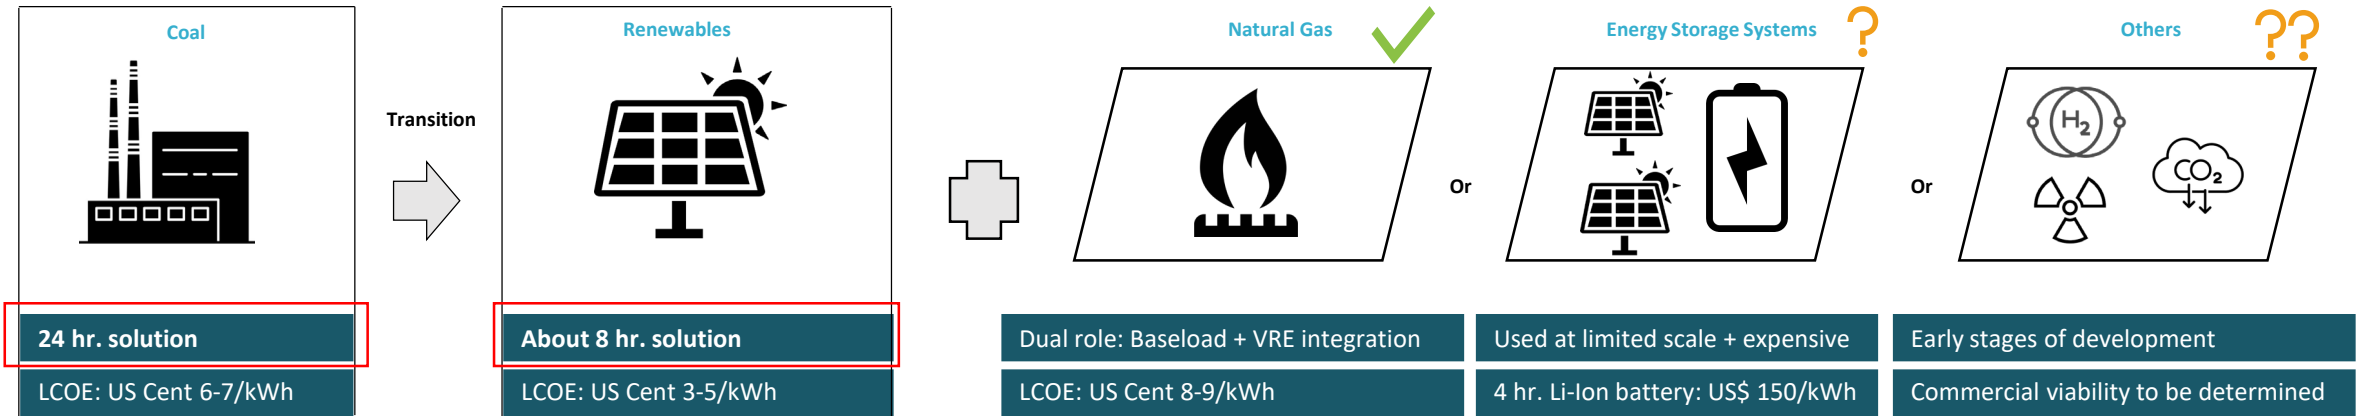 Coal
24 hr. solution
LCOE: US Cent 6-7/kWh
Transition
Renewables
About 8 hr. solution
LCOE: US Cent 3-5/kWh
Natural Gas
Dual role: Baseload + VRE integration
LCOE: US Cent 8-9/kWh
Or
Energy Storage Systems ?
Used at limited scale + expensive
4 hr. Li-Ion battery: US$ 150/kWh
Or
Others ??
H2
CO2
Early stages of development
Commercial viability to be determined